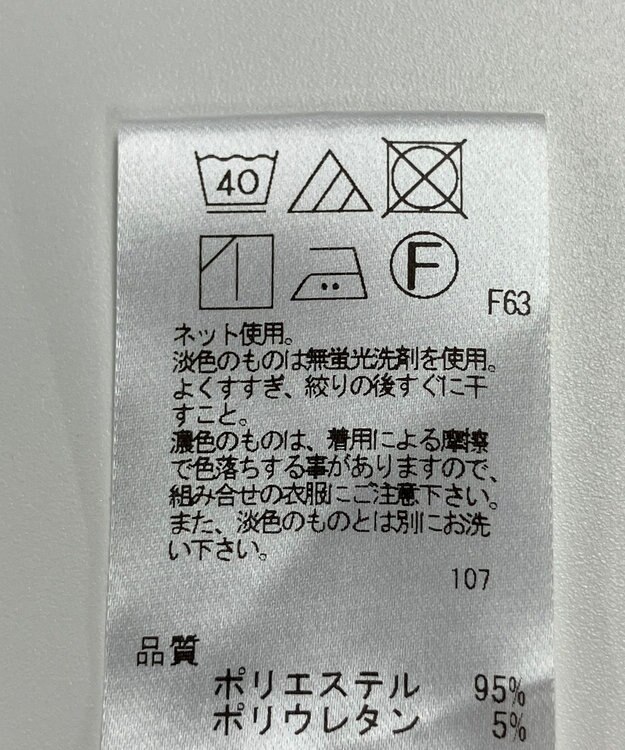 40
F
F63
ネット使用。
淡色のものは無蛍光洗剤を使用。
よくすすぎ、絞りの後すぐに干
すこと。
濃色のものは、着用による摩擦
で色落ちする事がありますので、
組み合せの衣服にご注意下さい。
また、淡色のものとは別にお洗
い下さい。
107
品質
ポリエステル 95%
ポリウレタン 5%